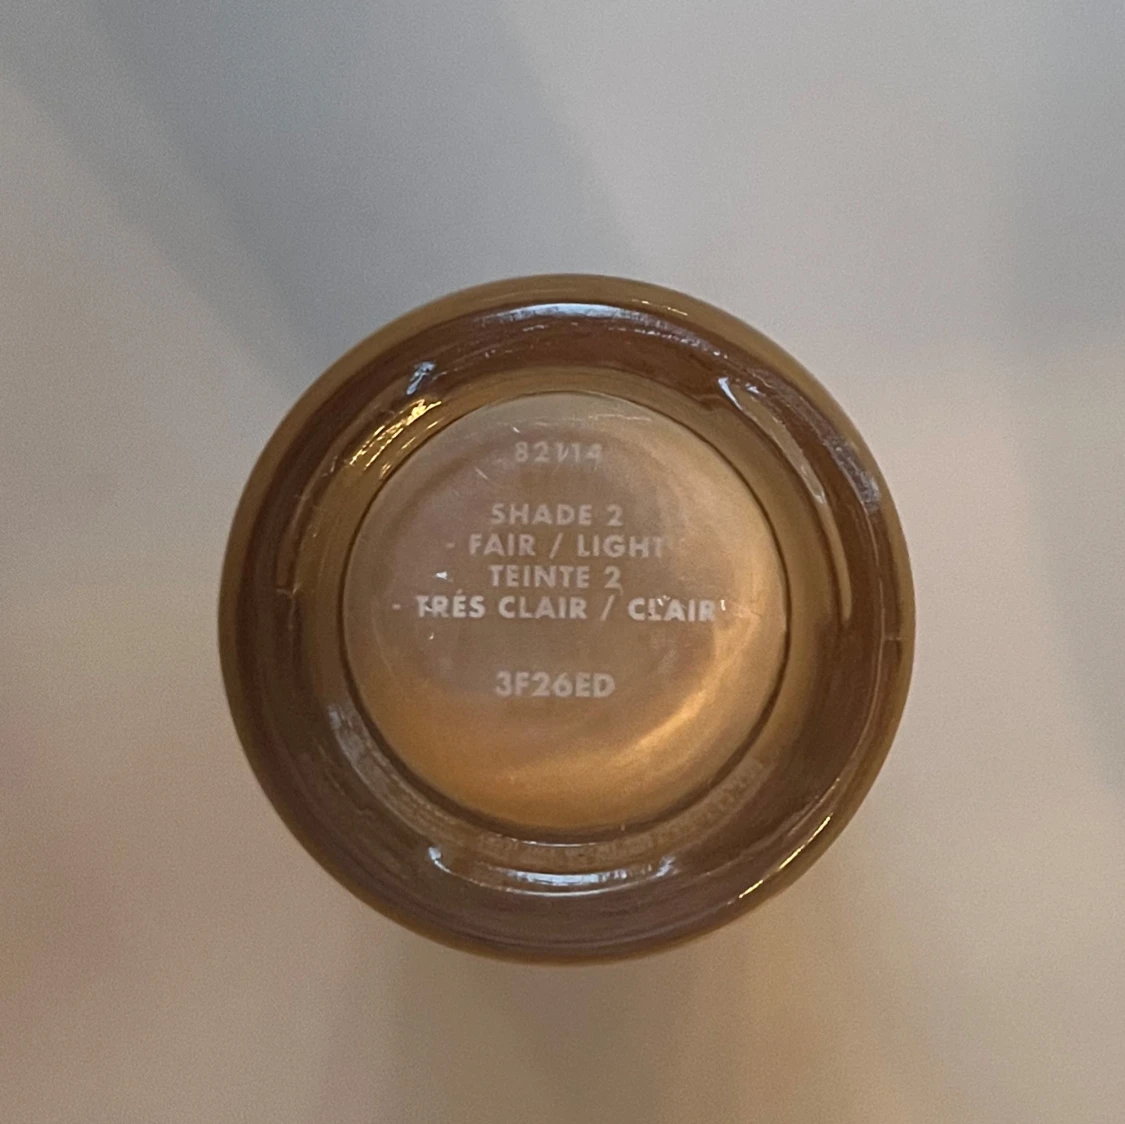 82114
SHADE 2
- FAIR / LIGHT
TEINTE 2
- TRÉS CLAIR / CLAIR
3F26ED